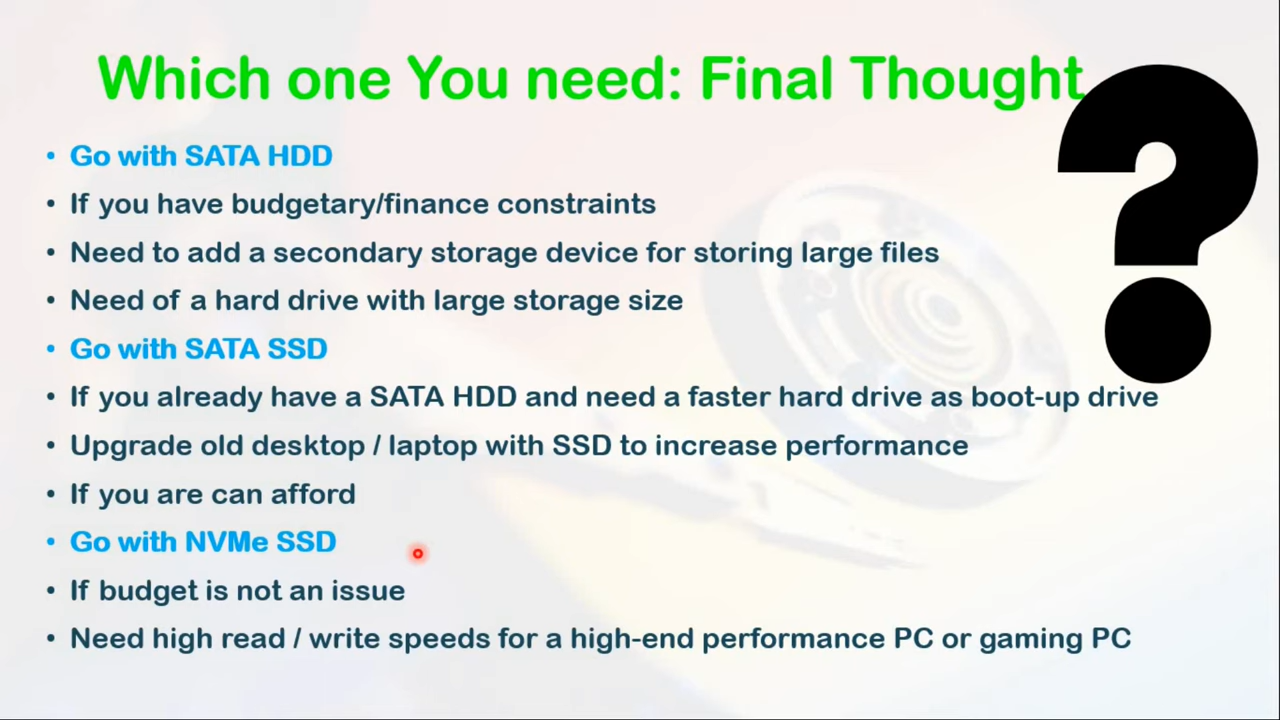 Which one You need: Final Thought
• Go with SATA HDD
• If you have budgetary/finance constraints
• Need to add a secondary storage device for storing large files
• Need of a hard drive with large storage size
• Go with SATA SSD
• If you already have a SATA HDD and need a faster hard drive as boot-up drive
• Upgrade old desktop / laptop with SSD to increase performance
• If you are can afford
• Go with NVMe SSD
• If budget is not an issue
• Need high read / write speeds for a high-end performance PC or gaming PC
?